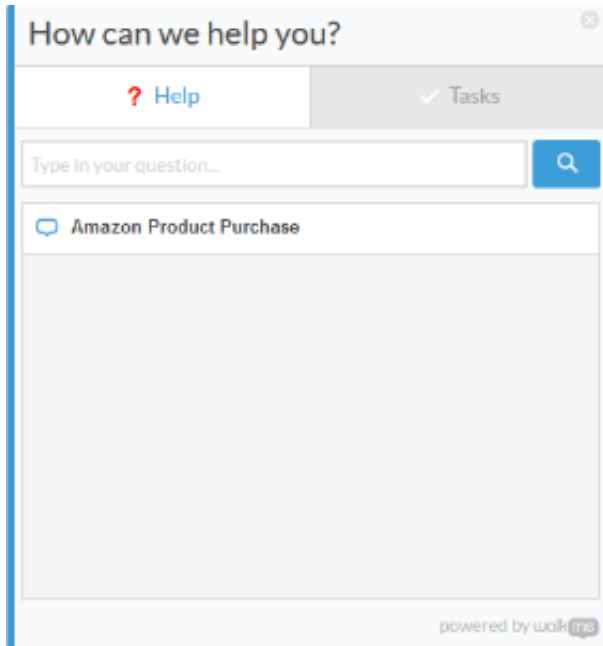 How can we help you?
? Help
Tasks
Type in your question...
Amazon Product Purchase
powered by walkme